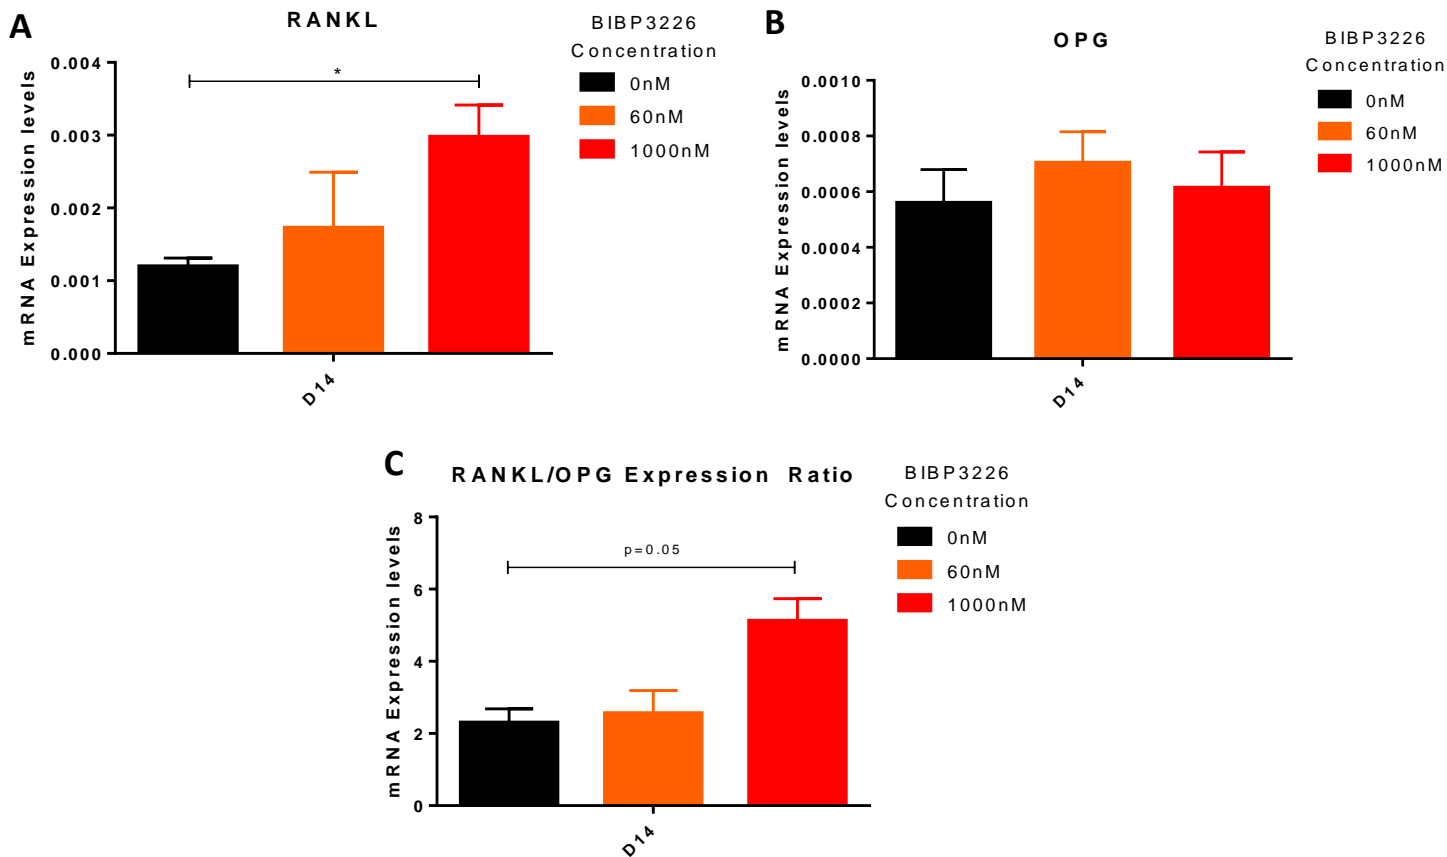 A
RANKL
BIBP3226
Concentration
0nM
60nM
1000nM
mRNA Expression levels
0.004
0.003
0.002
0.001
0.000
*
D14
B
OPG
BIBP3226
Concentration
0nM
60nM
1000nM
mRNA Expression levels
0.0010
0.0008
0.0006
0.0004
0.0002
0.0000
D14
C
RANKL/OPG Expression Ratio
BIBP3226
Concentration
0nM
60nM
1000nM
mRNA Expression levels
8
6
4
2
0
p=0.05
D14